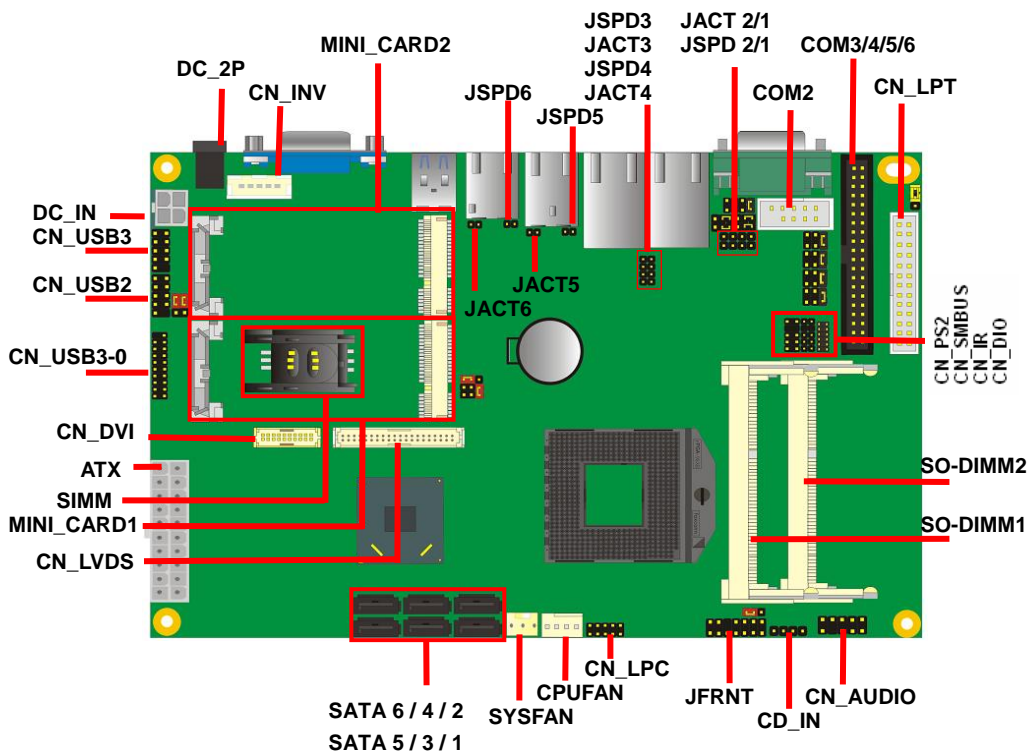 JSPD3 JACT 2/1
MINI_CARD2 JACT3 JSPD 2/1 COM3/4/5/6
DC_2P JSPD4
CN_INV JSPD6 JACT4 COM2 CN_LPT
JSPD5
DC_IN
CN_USB3
CN_USB2 JACT5
JACT6
CN_USB3-0
CN_PS2
CN_SMBUS
CN_IR
CN_DIO
CN_DVI
ATX SO-DIMM2
SIMM
MINI_CARD1 SO-DIMM1
CN_LVDS
CN_LPC
CPUFAN JFRNT CN_AUDIO
SATA 6 / 4 / 2 SYSFAN CD_IN
SATA 5 / 3 / 1